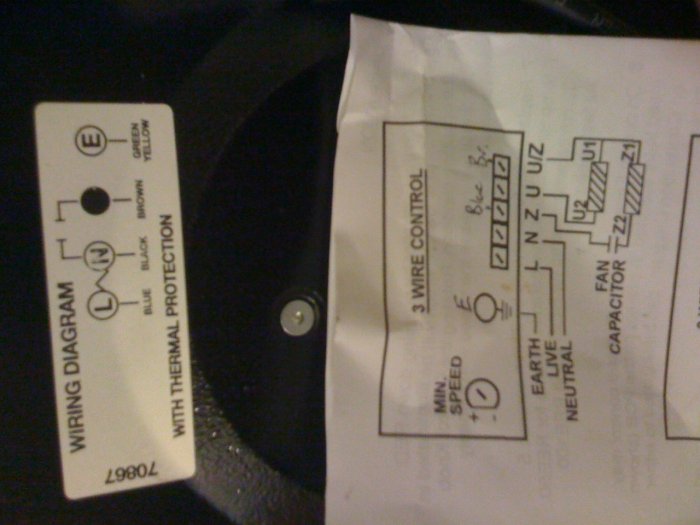 WIRING DIAGRAM
L N E
BLUE BLACK BROWN GREEN YELLOW
WITH THERMAL PROTECTION
70867
3 WIRE CONTROL
MIN.
SPEED
+
-
E Blue Br.
L N Z U U/Z
EARTH
LIVE
NEUTRAL
U2 U1
Z2 Z1
FAN
CAPACITOR